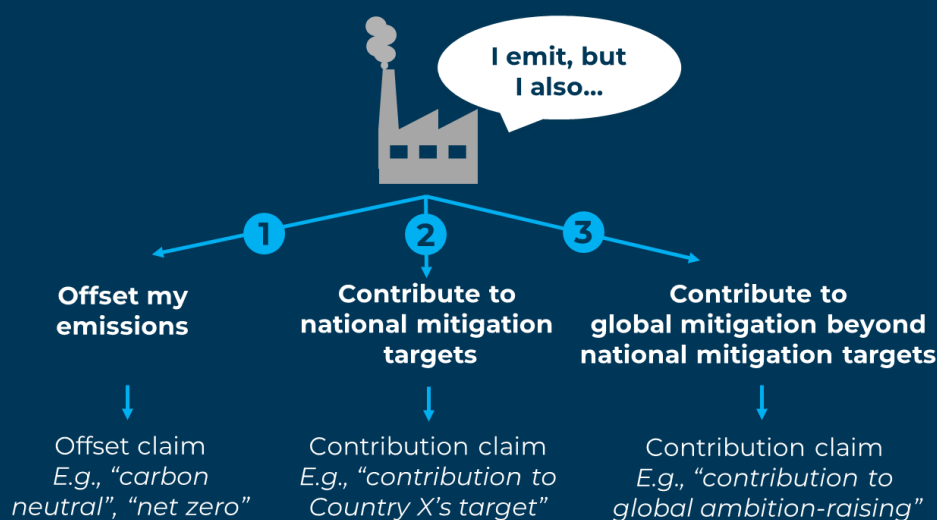 I emit, but
I also...
1
2
3
Offset my
emissions
Contribute to
national mitigation
targets
Contribute to
global mitigation beyond
national mitigation targets
Offset claim
E.g., “carbon
neutral”, “net zero”
Contribution claim
E.g., “contribution to
Country X’s target”
Contribution claim
E.g., “contribution to
global ambition-raising”